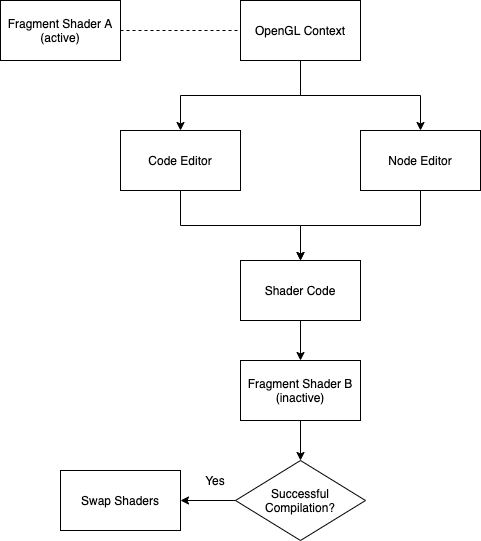 Fragment Shader A
(active)
OpenGL Context
Code Editor
Node Editor
Shader Code
Fragment Shader B
(inactive)
Successful
Compilation?
Yes
Swap Shaders